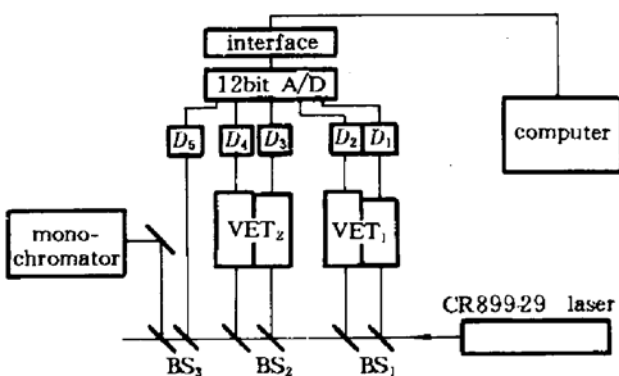 interface
12bit A/D
D₅ D₄ D₃ D₂ D₁
computer
VET₂ VET₁
mono-
chromator
CR899-29 laser
BS₃ BS₂ BS₁